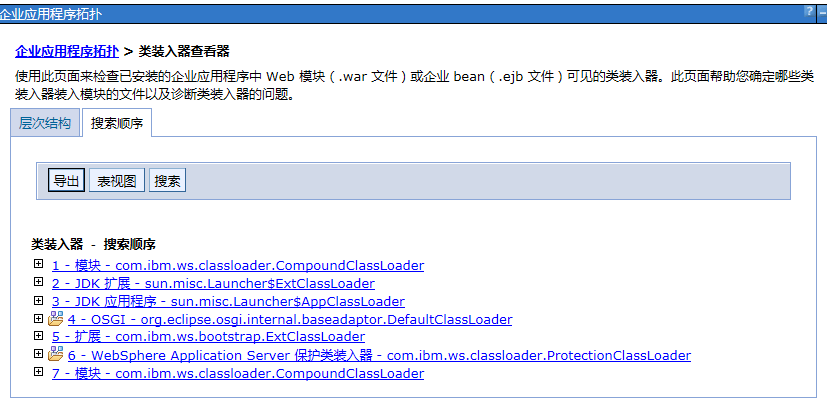 企业应用程序拓扑
? –
企业应用程序拓扑 > 类装入器查看器
使用此页面来检查已安装的企业应用程序中 Web 模块（.war 文件）或企业 bean（.ejb 文件）可见的类装入器。此页面帮助您确定哪些类
装入器装入模块的文件以及诊断类装入器的问题。
层次结构 搜索顺序
导出 表视图 搜索
类装入器 - 搜索顺序
1 - 模块 - com.ibm.ws.classloader.CompoundClassLoader
2 - JDK 扩展 - sun.misc.Launcher$ExtClassLoader
3 - JDK 应用程序 - sun.misc.Launcher$AppClassLoader
4 - OSGI - org.eclipse.osgi.internal.baseadaptor.DefaultClassLoader
5 - 扩展 - com.ibm.ws.bootstrap.ExtClassLoader
6 - WebSphere Application Server 保护类装入器 - com.ibm.ws.classloader.ProtectionClassLoader
7 - 模块 - com.ibm.ws.classloader.CompoundClassLoader